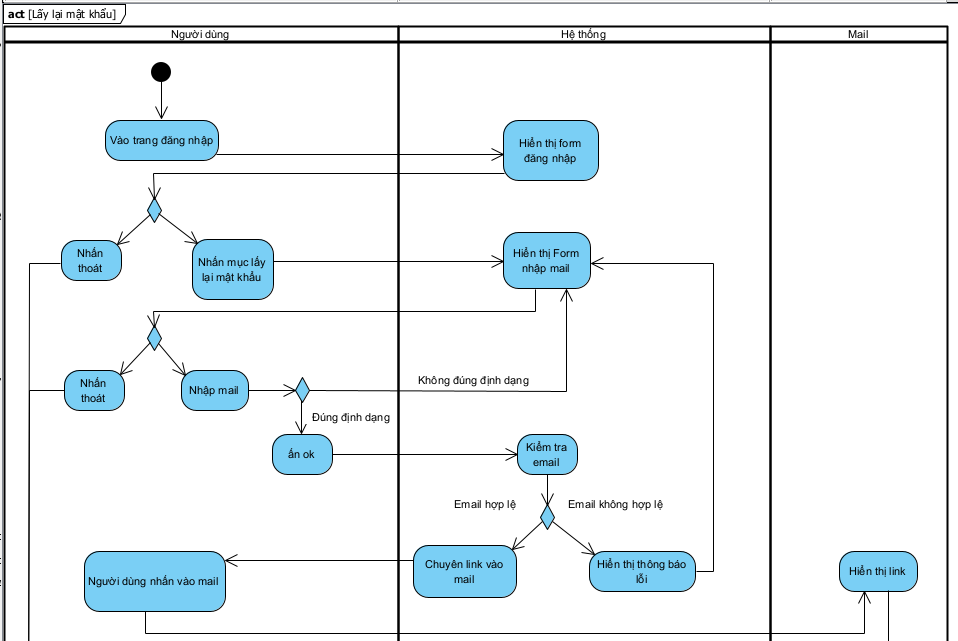 act [Lấy lại mật khẩu]
Người dùng
Hệ thống
Mail
Vào trang đăng nhập
Hiển thị form
đăng nhập
Nhấn
thoát
Nhấn mục lấy
lại mật khẩu
Hiển thị Form
nhập mail
Nhấn
thoát
Nhập mail
Không đúng định dạng
Đúng định dạng
ấn ok
Kiểm tra
email
Email hợp lệ
Email không hợp lệ
Chuyên link vào
mail
Hiển thị thông báo
lỗi
Người dùng nhấn vào mail
Hiển thị link